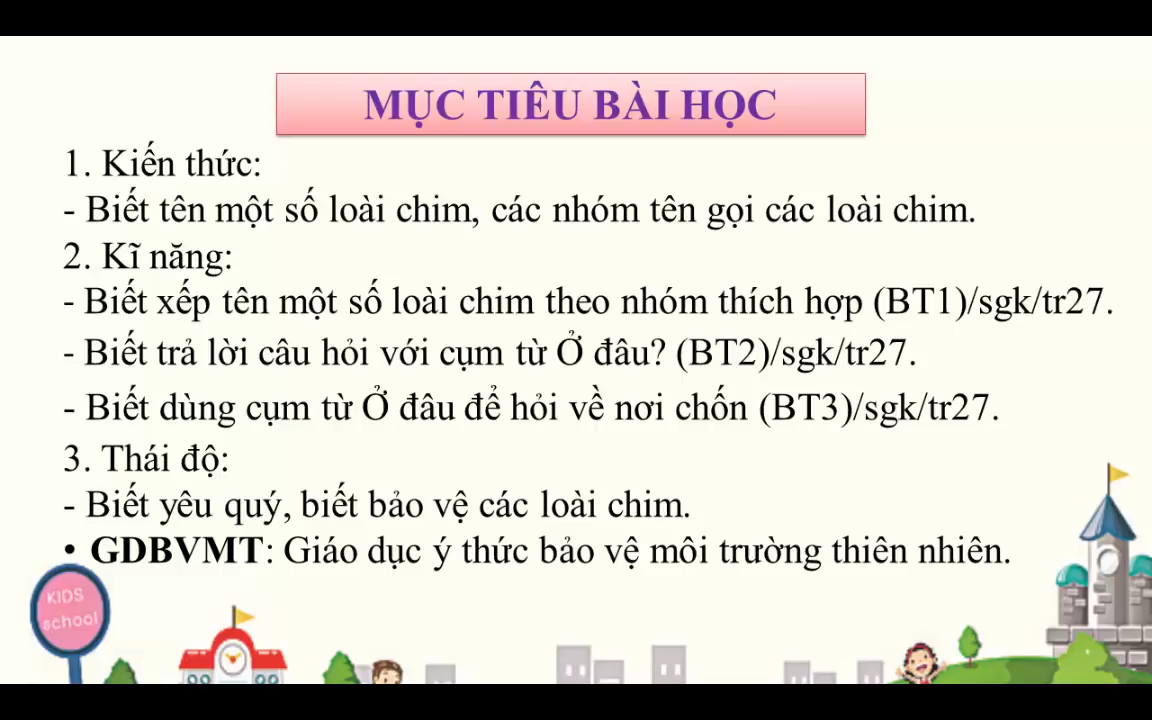 MỤC TIÊU BÀI HỌC
1. Kiến thức:
- Biết tên một số loài chim, các nhóm tên gọi các loài chim.
2. Kĩ năng:
- Biết xếp tên một số loài chim theo nhóm thích hợp (BT1)/sgk/tr27.
- Biết trả lời câu hỏi với cụm từ Ở đâu? (BT2)/sgk/tr27.
- Biết dùng cụm từ Ở đâu để hỏi về nơi chốn (BT3)/sgk/tr27.
3. Thái độ:
- Biết yêu quý, biết bảo vệ các loài chim.
• GDBVMT: Giáo dục ý thức bảo vệ môi trường thiên nhiên.
KIDS
school